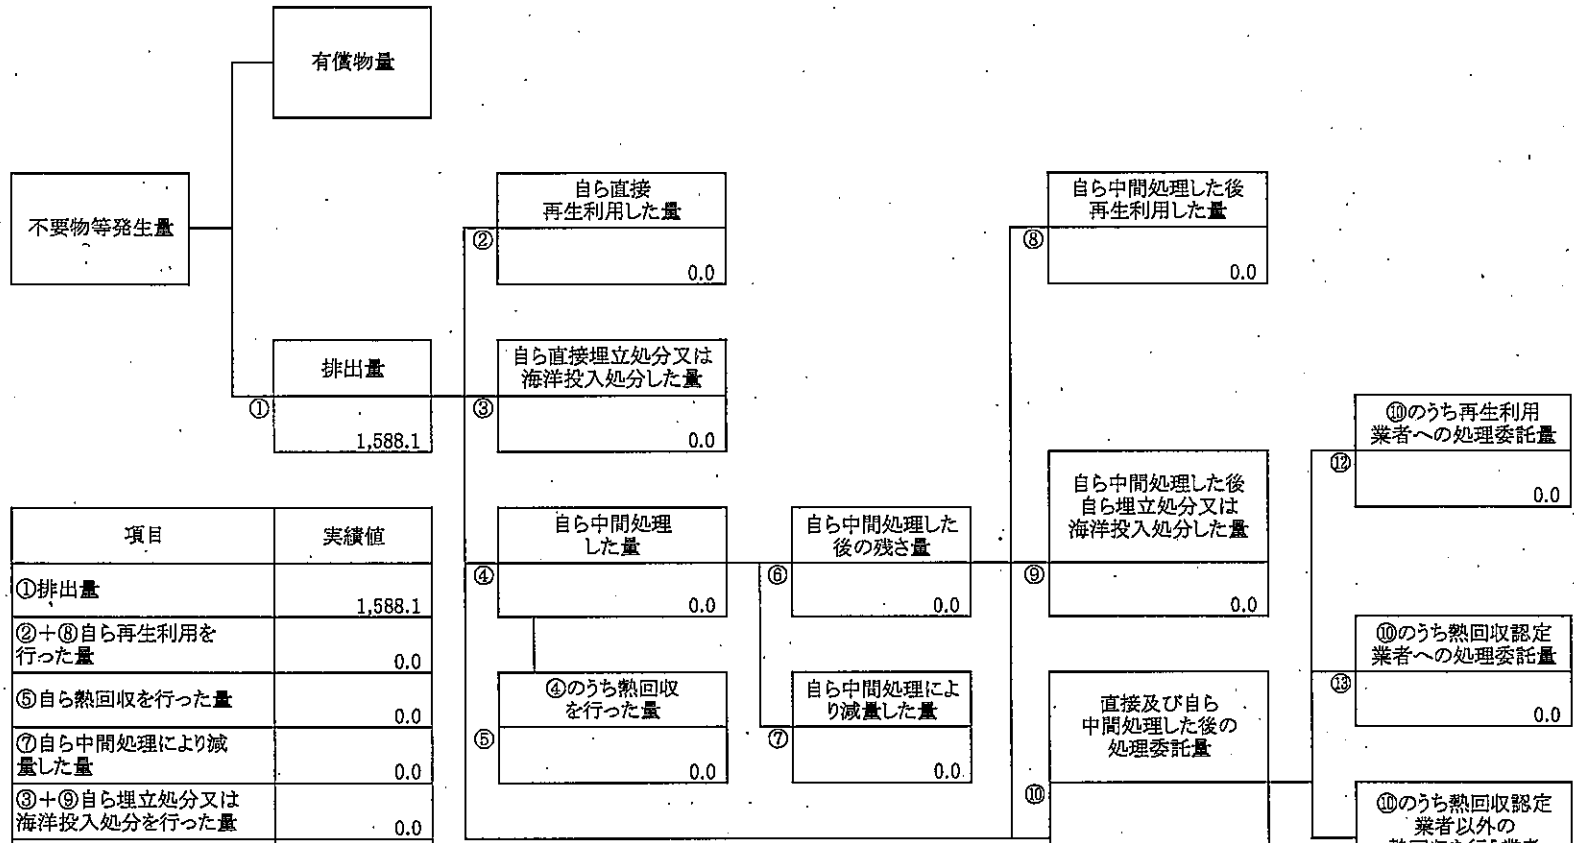 有償物量
不要物等発生量
自ら直接
再生利用した量
②
0.0
自ら中間処理した後
再生利用した量
⑧
0.0
排出量
①
1,588.1
自ら直接埋立処分又は
海洋投入処分した量
③
0.0
⑩のうち再生利用
業者への処理委託量
⑫
0.0
自ら中間処理した後
自ら埋立処分又は
海洋投入処分した量
⑨
0.0
自ら中間処理
した量
④
0.0
自ら中間処理した
後の残さ量
⑥
0.0
項目
実績値
①排出量
1,588.1
②+⑧自ら再生利用を
行った量
0.0
⑤自ら熱回収を行った量
0.0
⑦自ら中間処理により減
量した量
0.0
③+⑨自ら埋立処分又は
海洋投入処分を行った量
0.0
④のうち熱回収
を行った量
⑤
0.0
自ら中間処理によ
り減量した量
⑦
0.0
直接及び自ら
中間処理した後の
処理委託量
⑩
⑩のうち熱回収認定
業者への処理委託量
⑬
0.0
⑩のうち熱回収認定
業者以外の